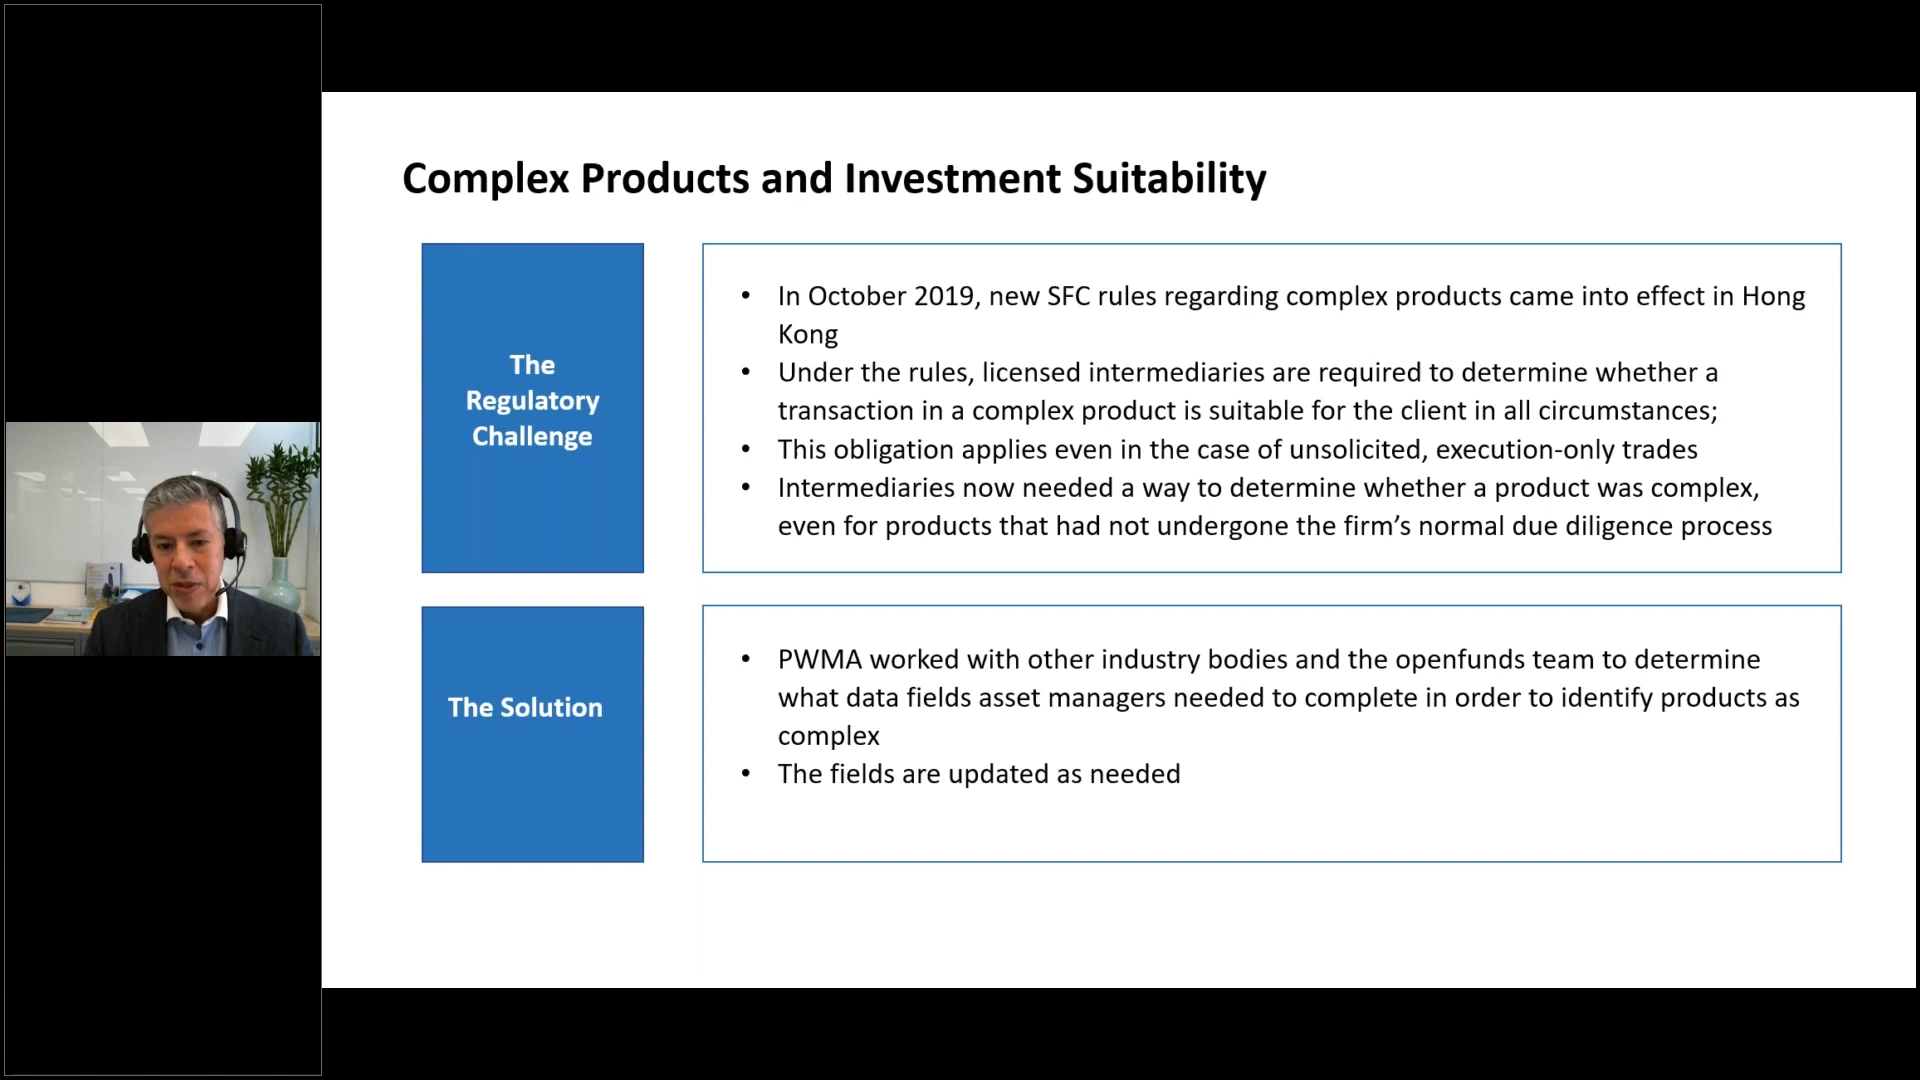 Complex Products and Investment Suitability
The
Regulatory
Challenge
• In October 2019, new SFC rules regarding complex products came into effect in Hong
Kong
• Under the rules, licensed intermediaries are required to determine whether a
transaction in a complex product is suitable for the client in all circumstances;
• This obligation applies even in the case of unsolicited, execution-only trades
• Intermediaries now needed a way to determine whether a product was complex,
even for products that had not undergone the firm’s normal due diligence process
The Solution
• PWMA worked with other industry bodies and the openfunds team to determine
what data fields asset managers needed to complete in order to identify products as
complex
• The fields are updated as needed